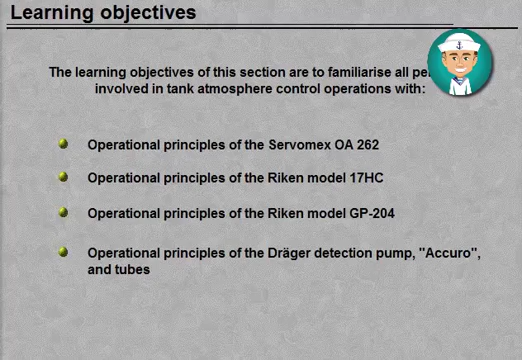 Learning objectives
The learning objectives of this section are to familiarise all
involved in tank atmosphere control operations with:
Operational principles of the Servomex OA 262
Operational principles of the Riken model 17HC
Operational principles of the Riken model GP-204
Operational principles of the Dräger detection pump, "Accuro",
and tubes